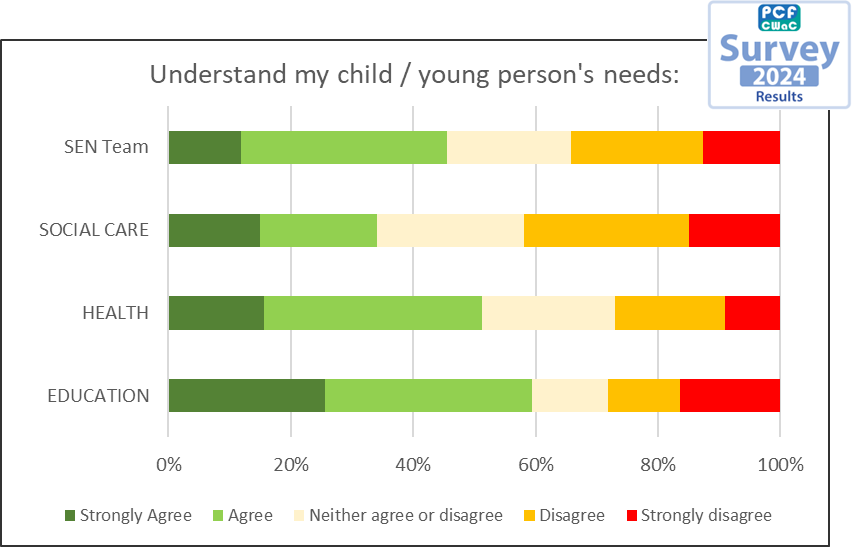 PCF
CWaC
Survey
2024
Results
Understand my child / young person's needs:
SEN Team
SOCIAL CARE
HEALTH
EDUCATION
0% 20% 40% 60% 80% 100%
Strongly Agree Agree Neither agree or disagree Disagree Strongly disagree